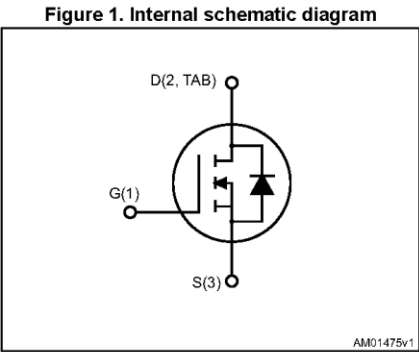 Figure 1. Internal schematic diagram
D(2, TAB)
G(1)
S(3)
AM01475v1